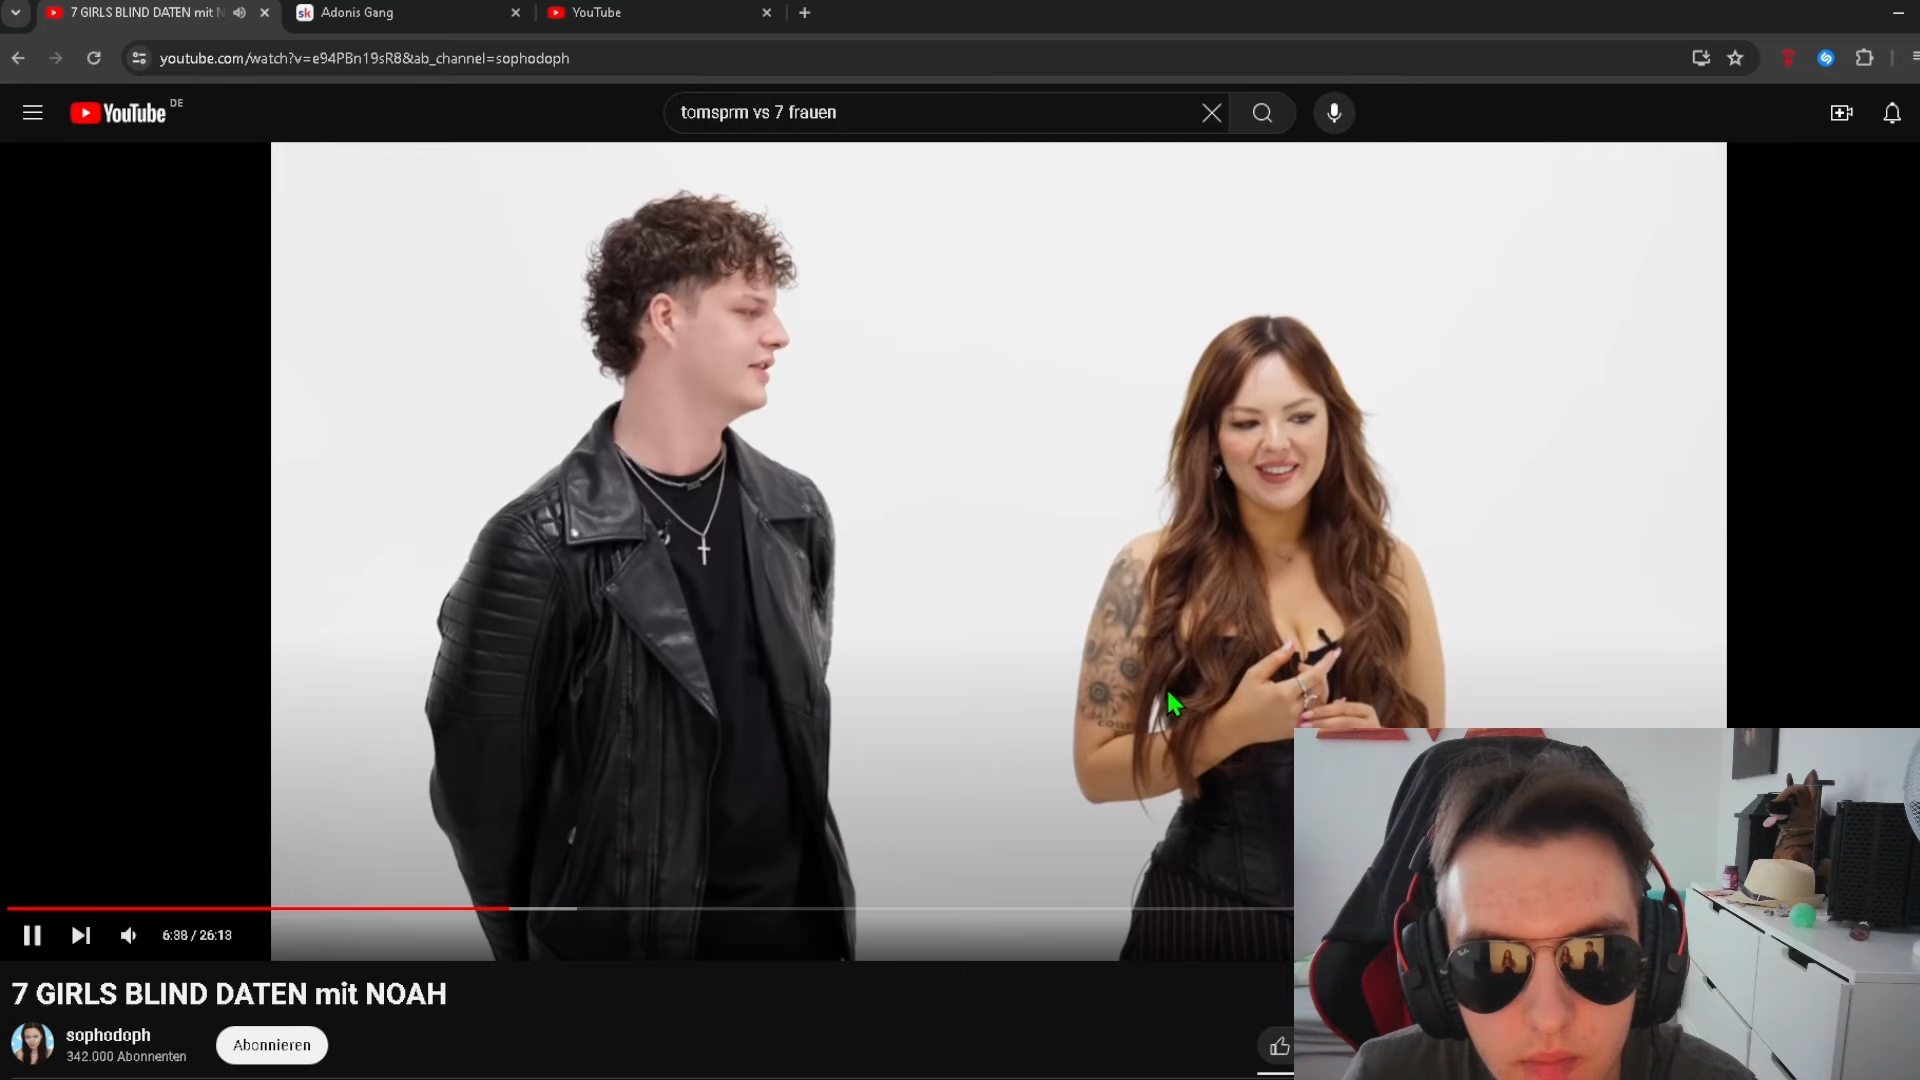 7 GIRLS BLIND DATEN mit N
Adonis Gang
YouTube
youtube.com/watch?v=e94PBn19sR8&ab_channel=sophodoph
YouTube DE
tomsprm vs 7 frauen
6:38 / 26:13
7 GIRLS BLIND DATEN mit NOAH
sophodoph
342.000 Abonnenten
Abonnieren